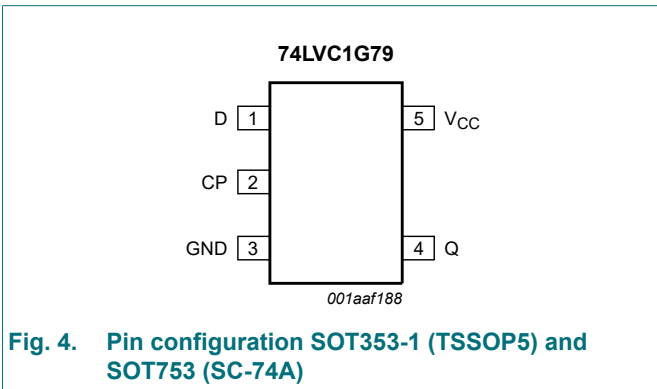 74LVC1G79
D 1 5 VCC
CP 2
GND 3 4 Q
001aaf188
Fig. 4. Pin configuration SOT353-1 (TSSOP5) and
SOT753 (SC-74A)